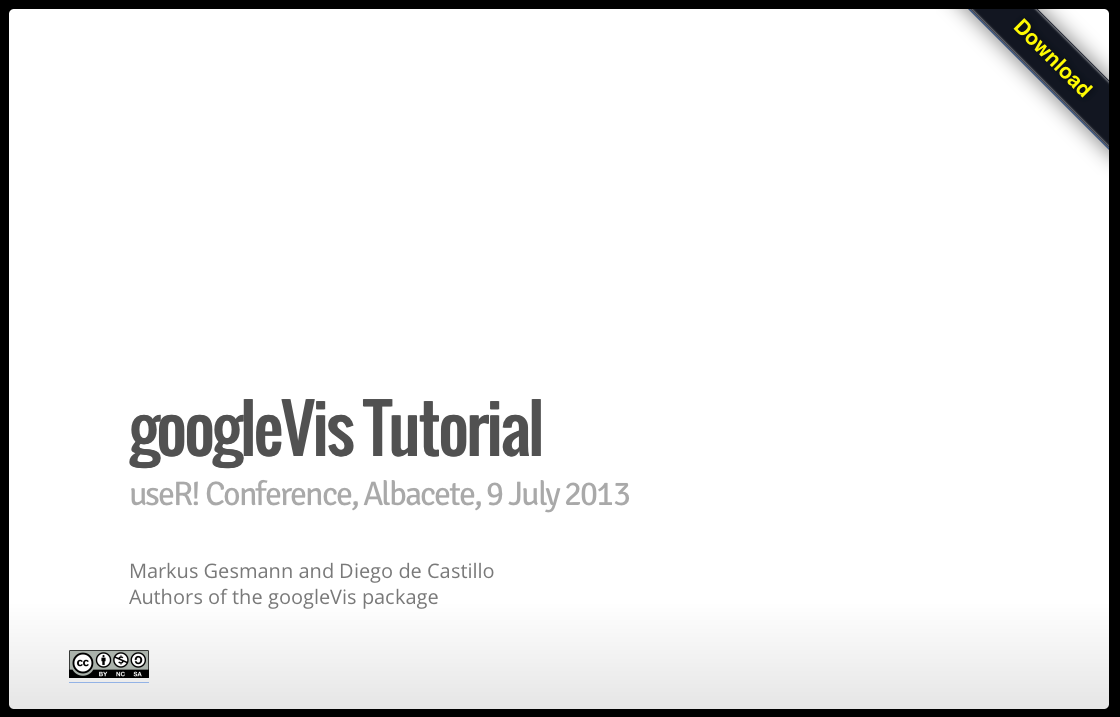 Download
googleVis Tutorial
useR! Conference, Albacete, 9 July 2013
Markus Gesmann and Diego de Castillo
Authors of the googleVis package
cc BY NC SA